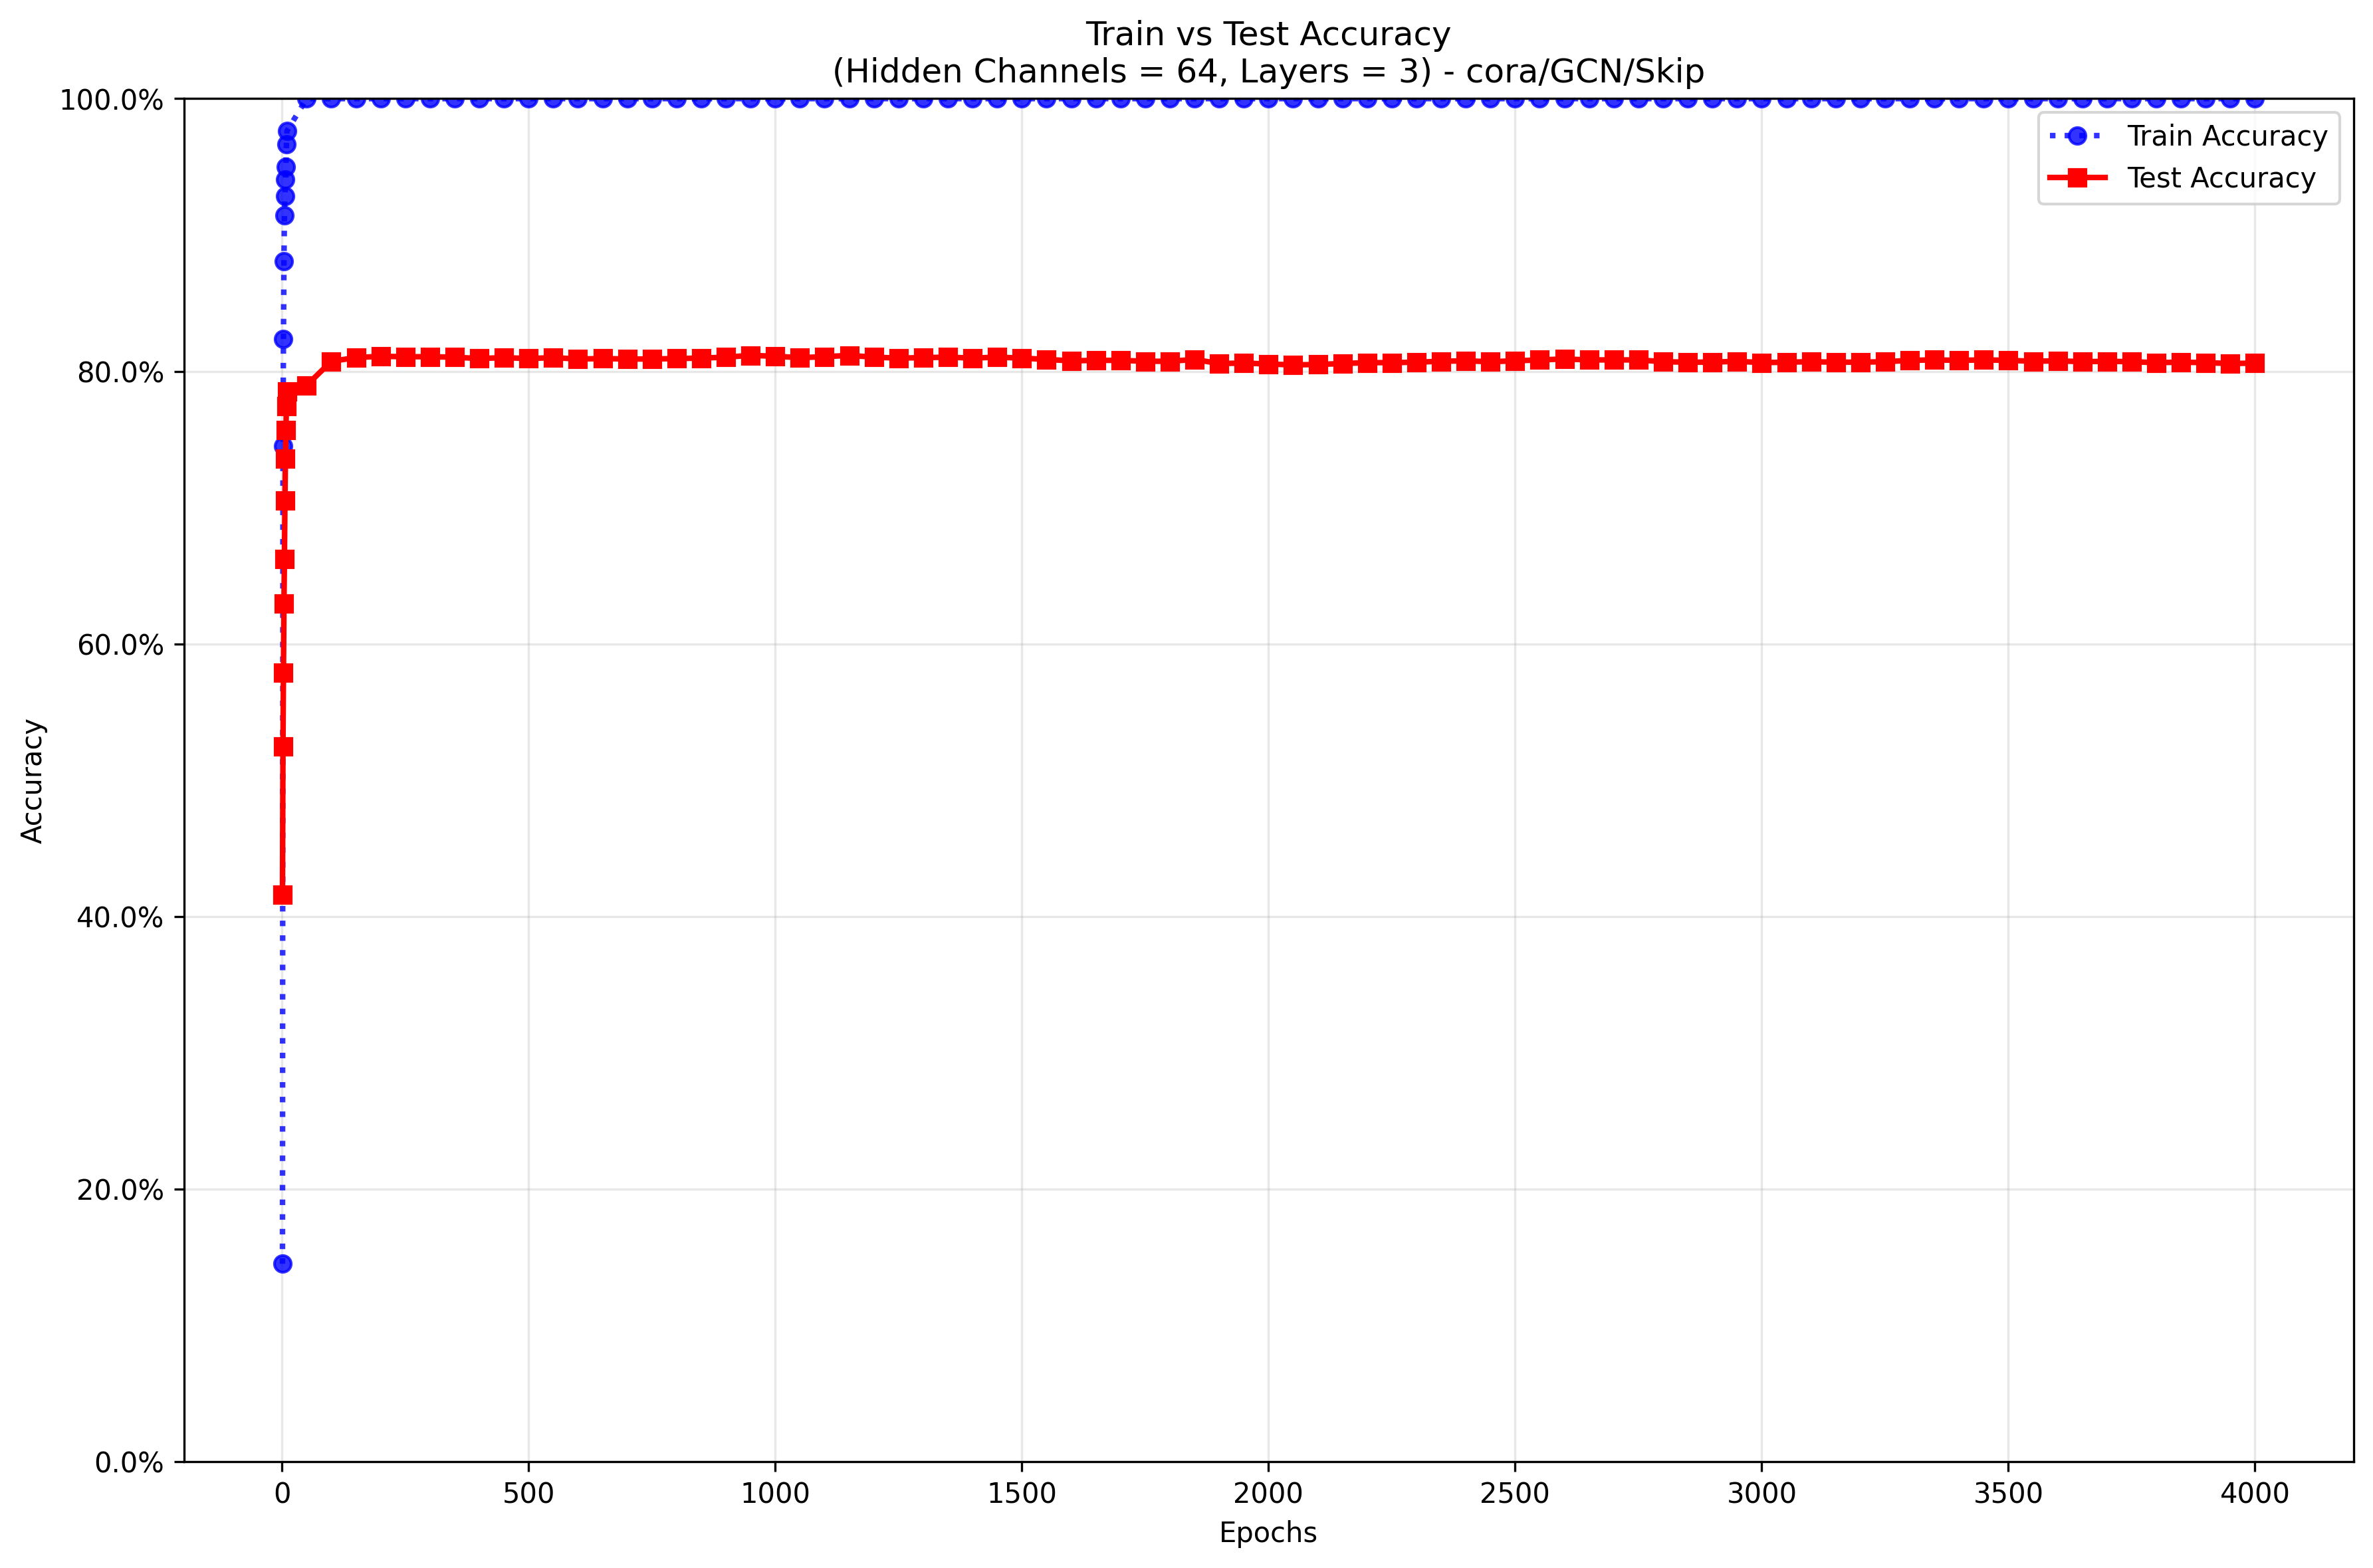 Train vs Test Accuracy
(Hidden Channels = 64, Layers = 3) - cora/GCN/Skip
100.0%
80.0%
60.0%
40.0%
20.0%
0.0%
Accuracy
Train Accuracy
Test Accuracy
0
500
1000
1500
2000
2500
3000
3500
4000
Epochs